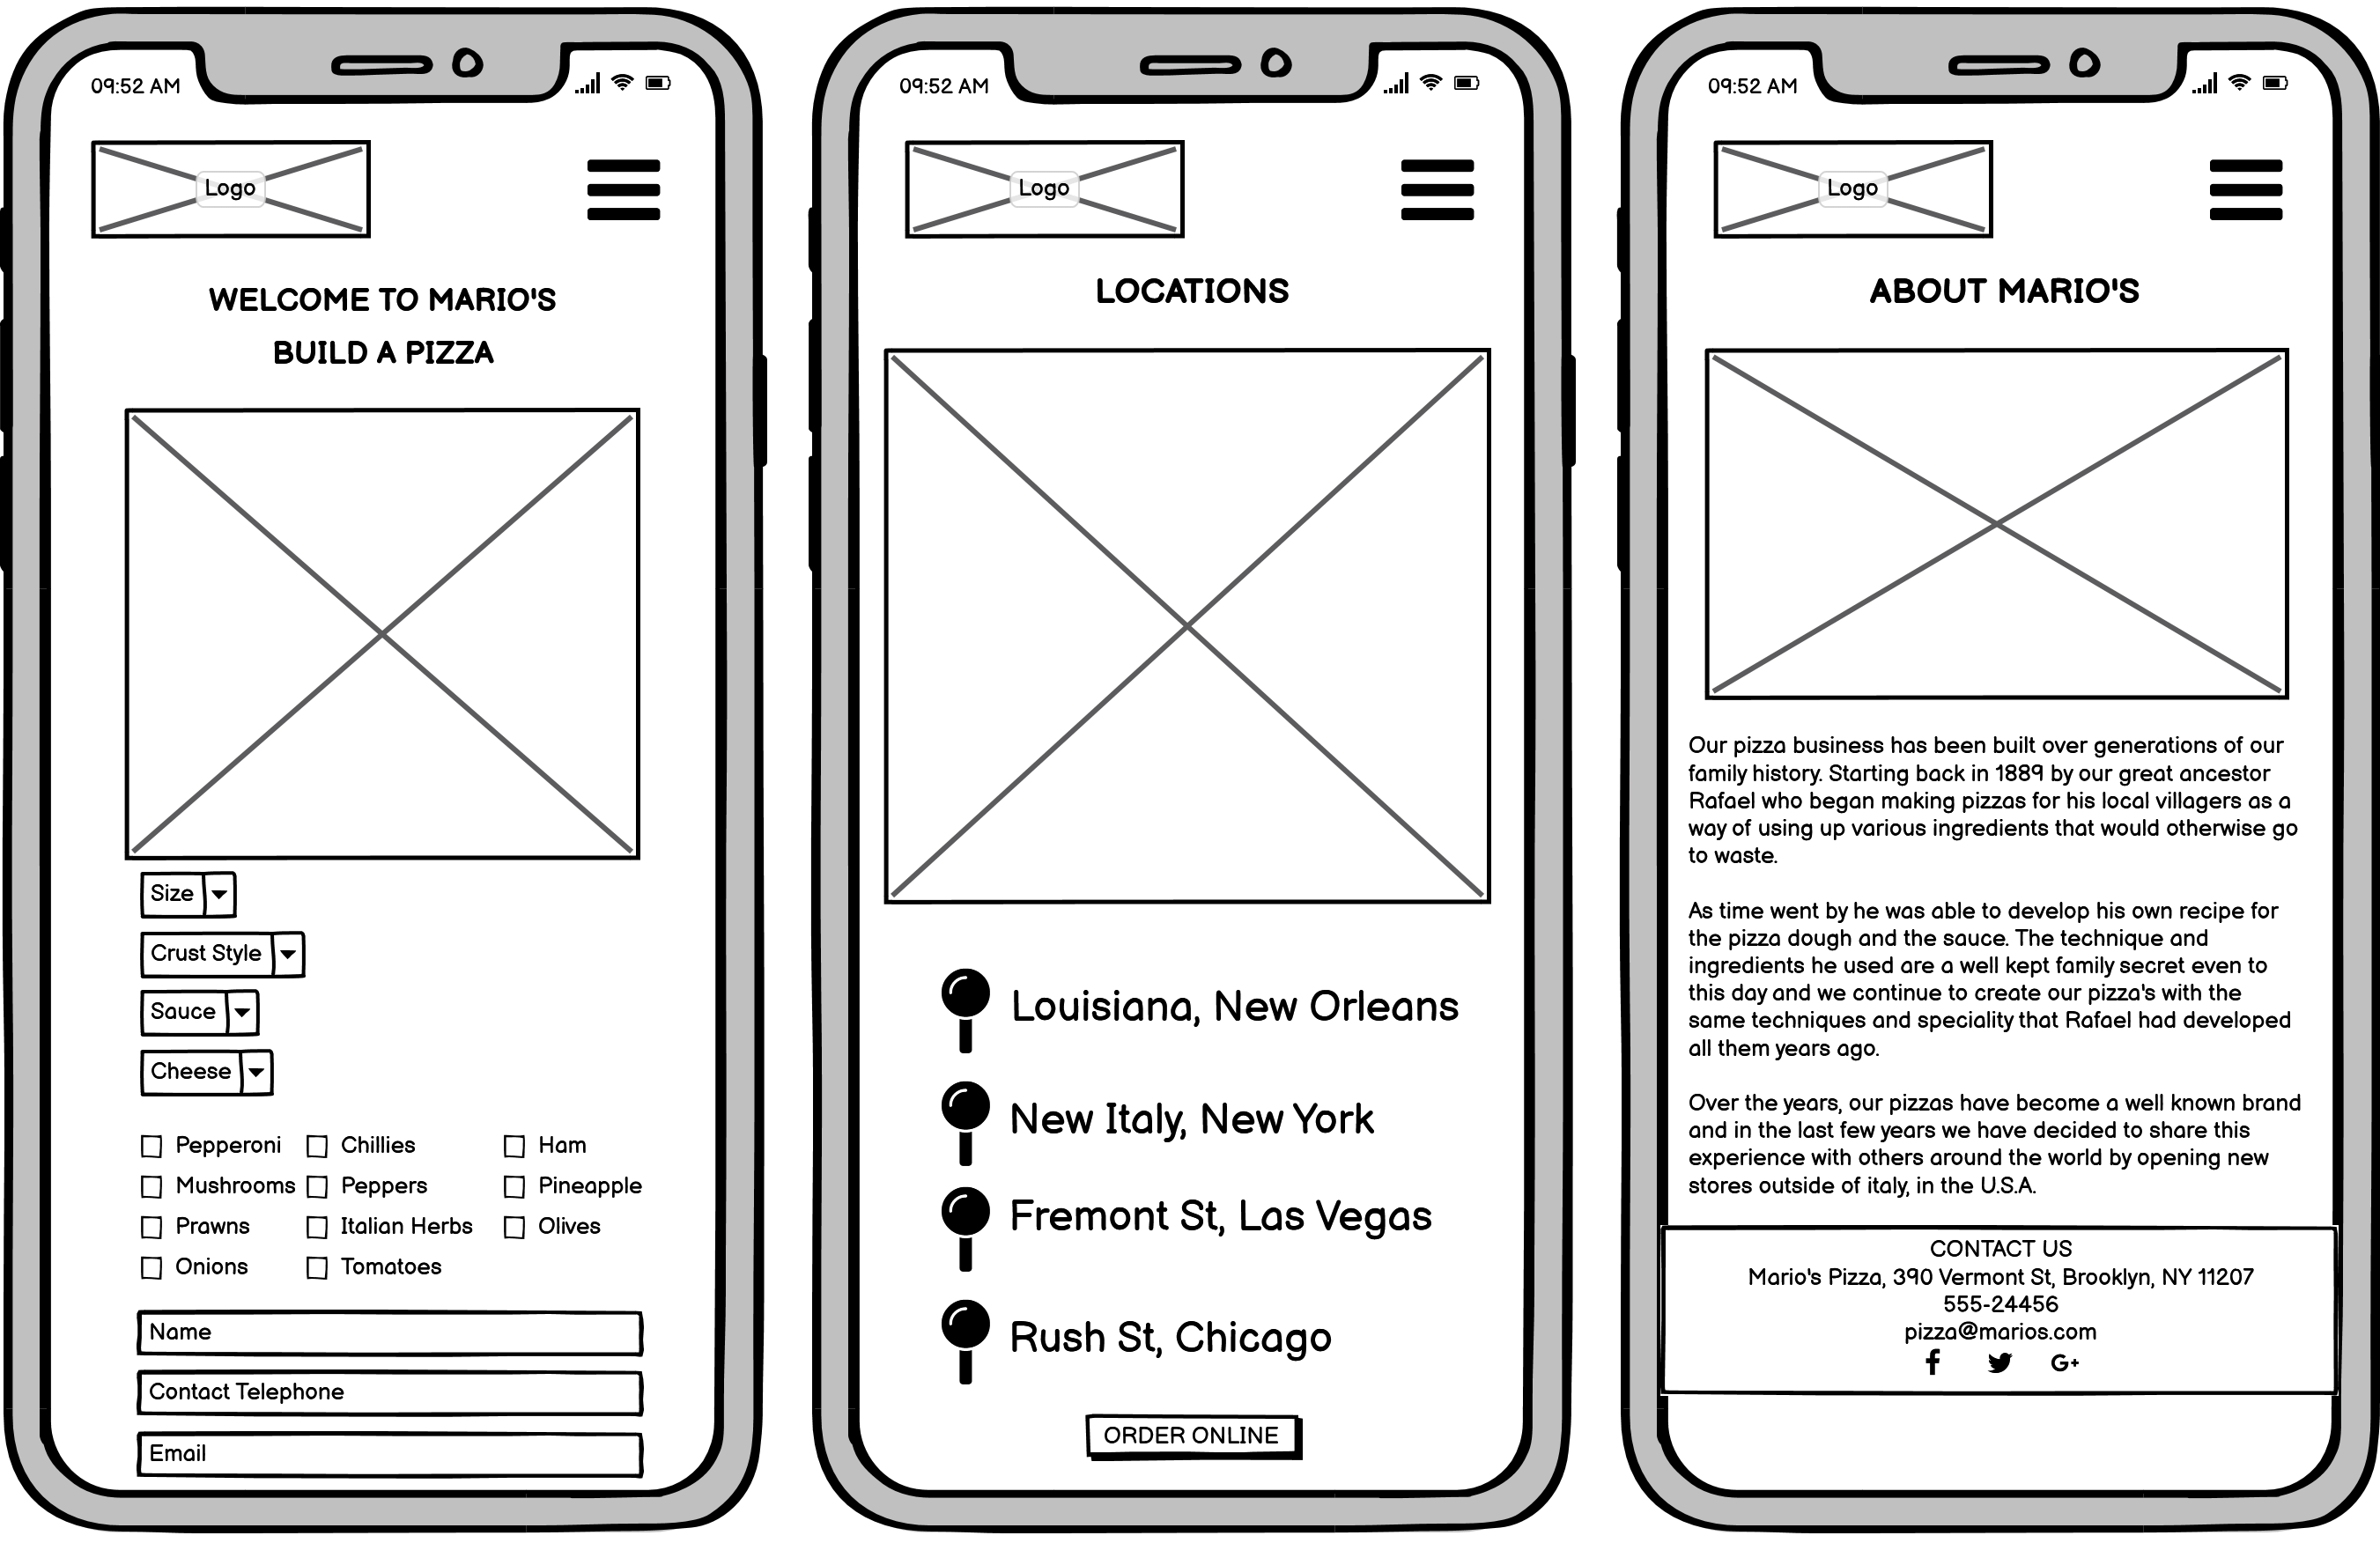 09:52 AM
Logo
WELCOME TO MARIO'S
BUILD A PIZZA
Size
Crust Style
Sauce
Cheese
Pepperoni Chillies Ham
Mushrooms Peppers Pineapple
Prawns Italian Herbs Olives
Onions Tomatoes
Name
Contact Telephone
Email
09:52 AM
Logo
LOCATIONS
Louisiana, New Orleans
New Italy, New York
Fremont St, Las Vegas
Rush St, Chicago
ORDER ONLINE
09:52 AM
Logo
ABOUT MARIO'S
Our pizza business has been built over generations of our
family history. Starting back in 1889 by our great ancestor
Rafael who began making pizzas for his local villagers as a
way of using up various ingredients that would otherwise go
to waste.
As time went by he was able to develop his own recipe for
the pizza dough and the sauce. The technique and
ingredients he used are a well kept family secret even to
this day and we continue to create our pizza's with the
same techniques and speciality that Rafael had developed
all them years ago.
Over the years, our pizzas have become a well known brand
and in the last few years we have decided to share this
experience with others around the world by opening new
stores outside of italy, in the U.S.A.
CONTACT US
Mario's Pizza, 390 Vermont St, Brooklyn, NY 11207
555-24456
pizza@marios.com
f G+